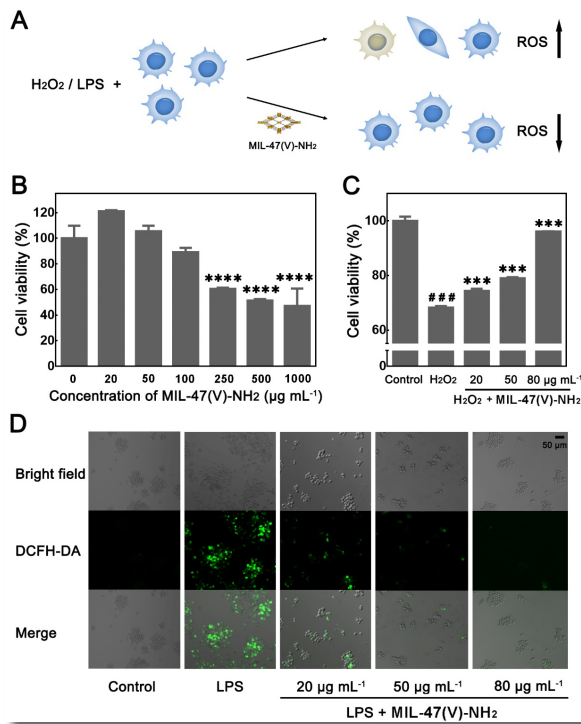 A
H₂O₂ / LPS +
ROS
MIL-47(V)-NH₂
ROS
B
Cell viability (%)
120
100
80
60
40
20
0
****
****
****
0 20 50 100 250 500 1000
Concentration of MIL-47(V)-NH₂ (μg mL⁻¹)
C
Cell viability (%)
100
80
60
0
###
***
***
***
Control H₂O₂ 20 50 80 μg mL⁻¹
H₂O₂ + MIL-47(V)-NH₂
D
50 μm
Bright field
DCFH-DA
Merge
Control LPS 20 μg mL⁻¹ 50 μg mL⁻¹ 80 μg mL⁻¹
LPS + MIL-47(V)-NH₂